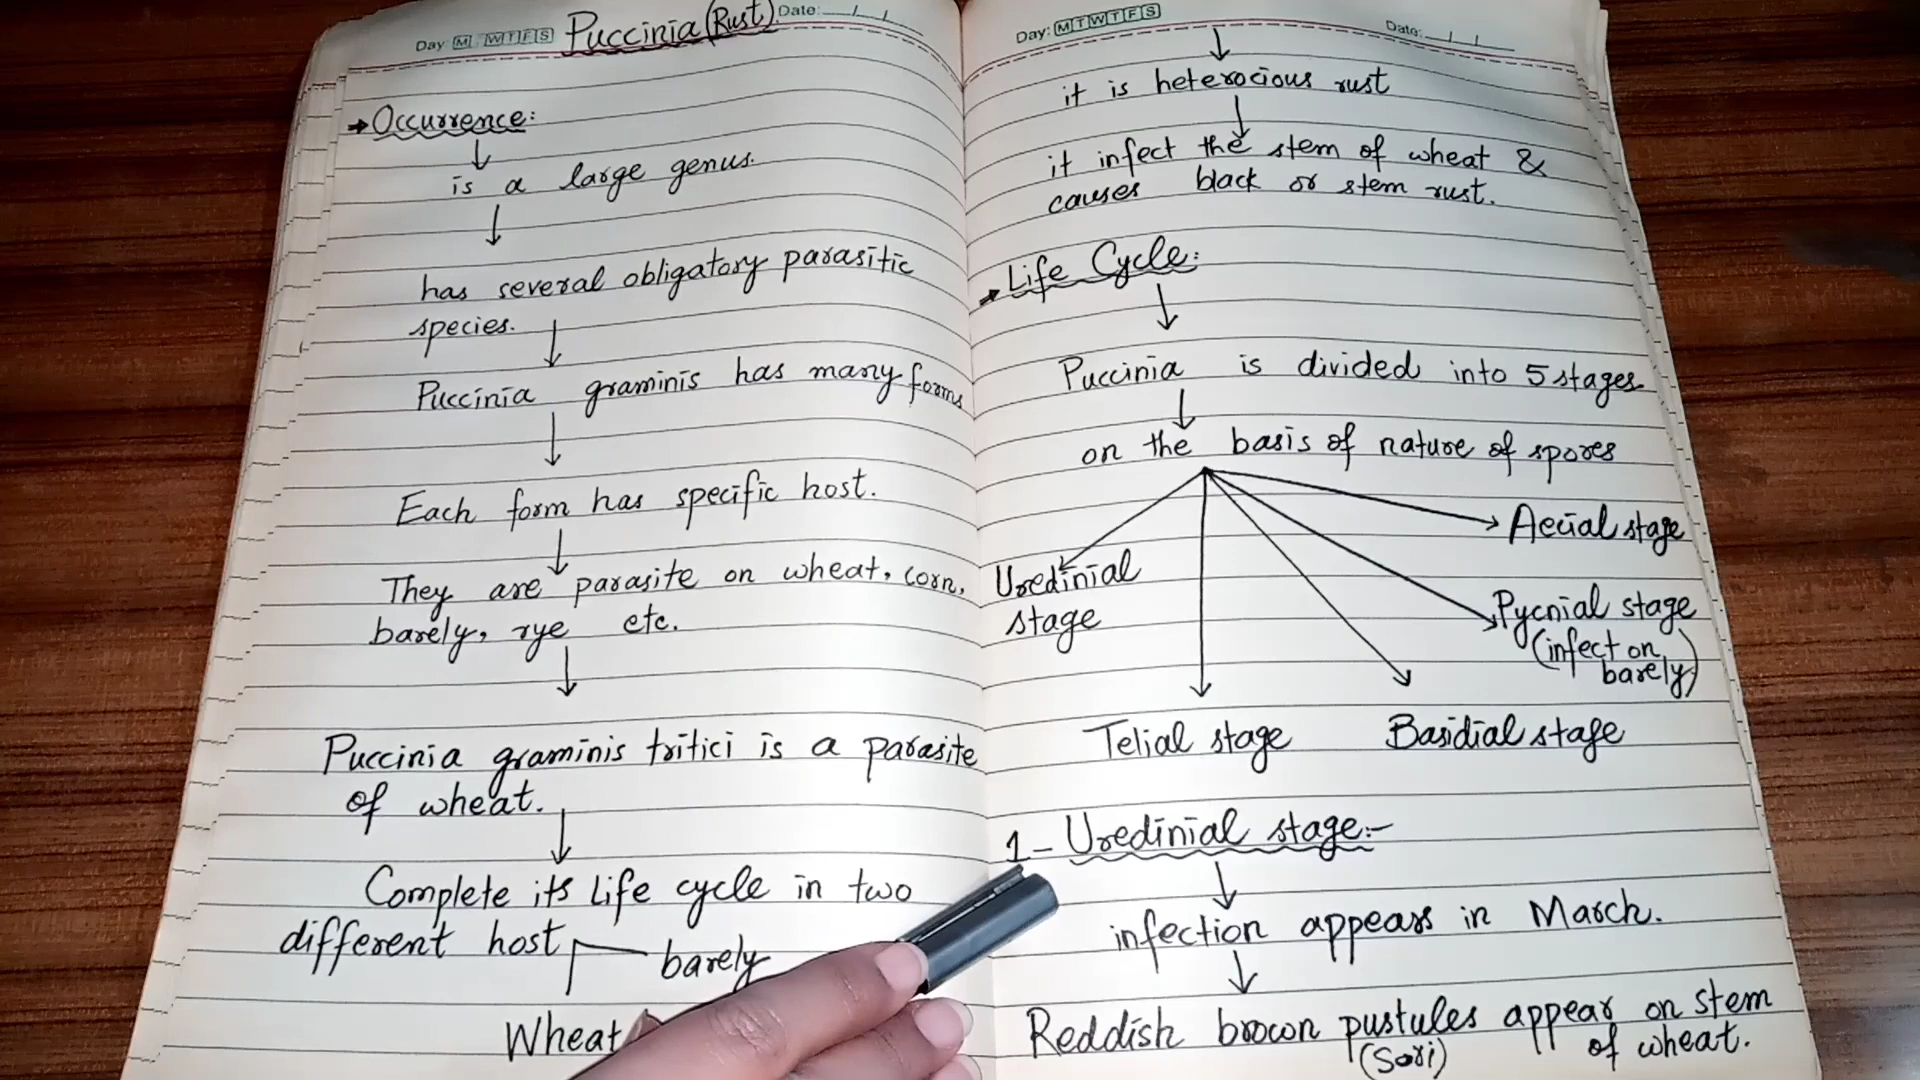 Day: M WTFS Puccinia (Rust) Date: _/_/_
→ Occurrence:
is a large genus.
has several obligatory parasitic
species.
Puccinia graminis has many forms
Each form has specific host.
They are parasite on wheat, corn,
barely, rye etc.
Puccinia graminis tritici is a parasite
of wheat.
Complete its Life cycle in two
different host barely
Wheat
Day: MTWTFS Date: _/_/_
it is heterocious rust
it infect the stem of wheat &
causes black or stem rust.
→ Life Cycle:
Puccinia is divided into 5 stages
on the basis of nature of spores
Aecial stage
Uredinial
stage
Pycnial stage
(infect on
barely)
Telial stage Basidial stage
1- Uredinial stage:-
infection appears in March.
Reddish brown pustules appear on stem
(Sori) of wheat.